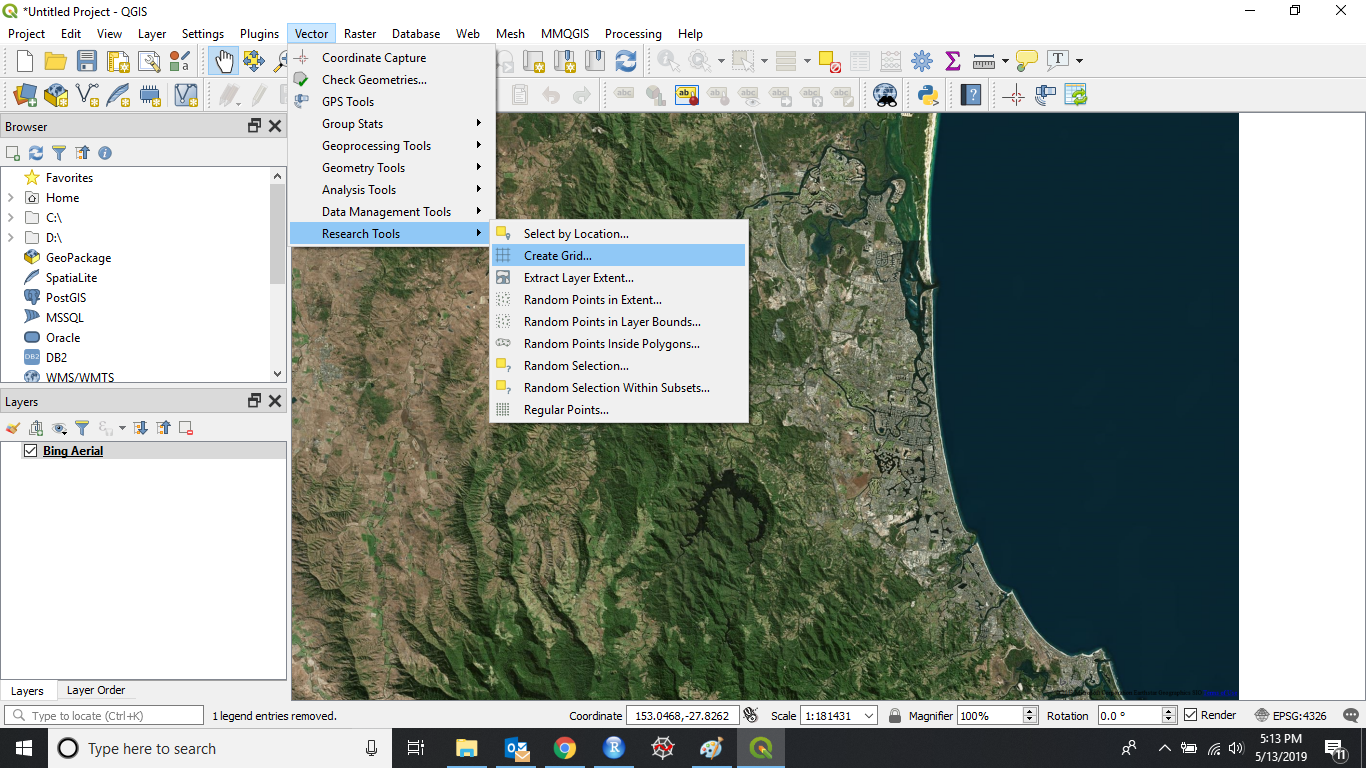 *Untitled Project - QGIS
Project Edit View Layer Settings Plugins Vector Raster Database Web Mesh MMQGIS Processing Help
Coordinate Capture
Check Geometries...
GPS Tools
Group Stats
Geoprocessing Tools
Geometry Tools
Analysis Tools
Data Management Tools
Research Tools
Select by Location...
Create Grid...
Extract Layer Extent...
Random Points in Extent...
Random Points in Layer Bounds...
Random Points Inside Polygons...
Random Selection...
Random Selection Within Subsets...
Regular Points...
Browser
Favorites
Home
C:\
D:\
GeoPackage
SpatiaLite
PostGIS
MSSQL
Oracle
DB2
WMS/WMTS
Layers
Bing Aerial
Layers Layer Order
Type to locate (Ctrl+K) 1 legend entries removed. Coordinate 153.0468,-27.8262 Scale 1:181431 Magnifier 100% Rotation 0.0 ° Render EPSG:4326
Type here to search
5:13 PM
5/13/2019
11